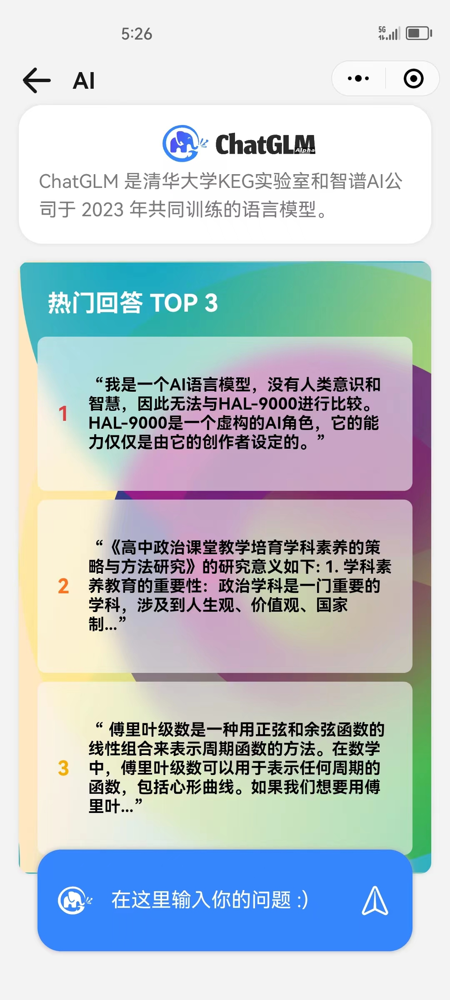 5:26
5G
AI
ChatGLM
Alpha
ChatGLM 是清华大学KEG实验室和智谱AI公
司于 2023 年共同训练的语言模型。
热门回答 TOP 3
1
“我是一个AI语言模型，没有人类意识和
智慧，因此无法与HAL-9000进行比较。
HAL-9000是一个虚构的AI角色，它的能
力仅仅是由它的创作者设定的。”
2
“《高中政治课堂教学培育学科素养的策
略与方法研究》的研究意义如下: 1. 学科素
养教育的重要性：政治学科是一门重要的
学科，涉及到人生观、价值观、国家
制...”
3
“ 傅里叶级数是一种用正弦和余弦函数的
线性组合来表示周期函数的方法。在数学
中，傅里叶级数可以用于表示任何周期的
函数，包括心形曲线。如果我们想要用傅
里叶...”
在这里输入你的问题 :)